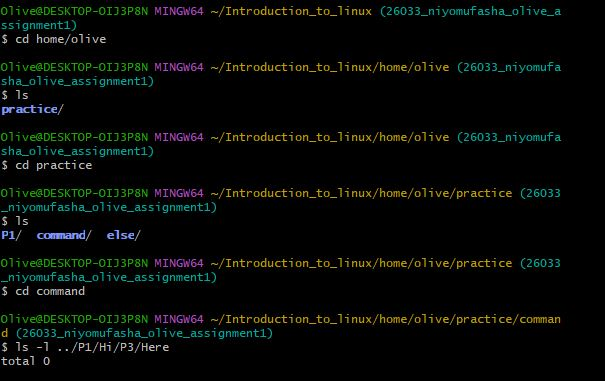 Olive@DESKTOP-OIJ3P8N MINGW64 ~/Introduction_to_linux (26033_niyomufasha_olive_a
ssignment1)
$ cd home/olive
Olive@DESKTOP-OIJ3P8N MINGW64 ~/Introduction_to_linux/home/olive (26033_niyomufa
sha_olive_assignment1)
$ ls
practice/
Olive@DESKTOP-OIJ3P8N MINGW64 ~/Introduction_to_linux/home/olive (26033_niyomufa
sha_olive_assignment1)
$ cd practice
Olive@DESKTOP-OIJ3P8N MINGW64 ~/Introduction_to_linux/home/olive/practice (26033
_niyomufasha_olive_assignment1)
$ ls
P1/  command/  else/
Olive@DESKTOP-OIJ3P8N MINGW64 ~/Introduction_to_linux/home/olive/practice (26033
_niyomufasha_olive_assignment1)
$ cd command
Olive@DESKTOP-OIJ3P8N MINGW64 ~/Introduction_to_linux/home/olive/practice/comman
d (26033_niyomufasha_olive_assignment1)
$ ls -l ../P1/Hi/P3/Here
total 0